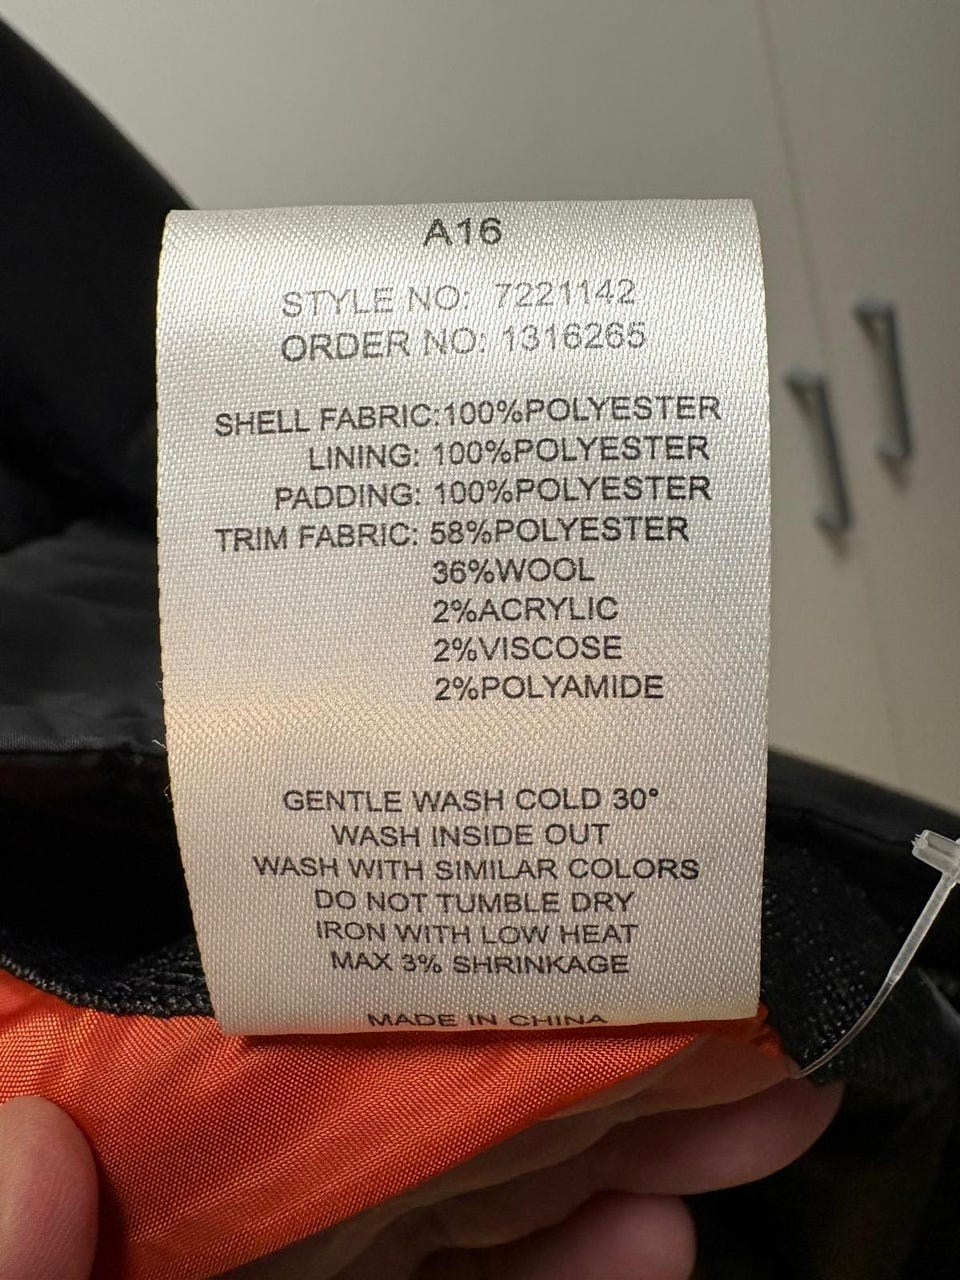 A16
STYLE NO: 7221142
ORDER NO: 1316265
SHELL FABRIC:100%POLYESTER
LINING: 100%POLYESTER
PADDING: 100%POLYESTER
TRIM FABRIC: 58%POLYESTER
36%WOOL
2%ACRYLIC
2%VISCOSE
2%POLYAMIDE
GENTLE WASH COLD 30°
WASH INSIDE OUT
WASH WITH SIMILAR COLORS
DO NOT TUMBLE DRY
IRON WITH LOW HEAT
MAX 3% SHRINKAGE
MADE IN CHINA